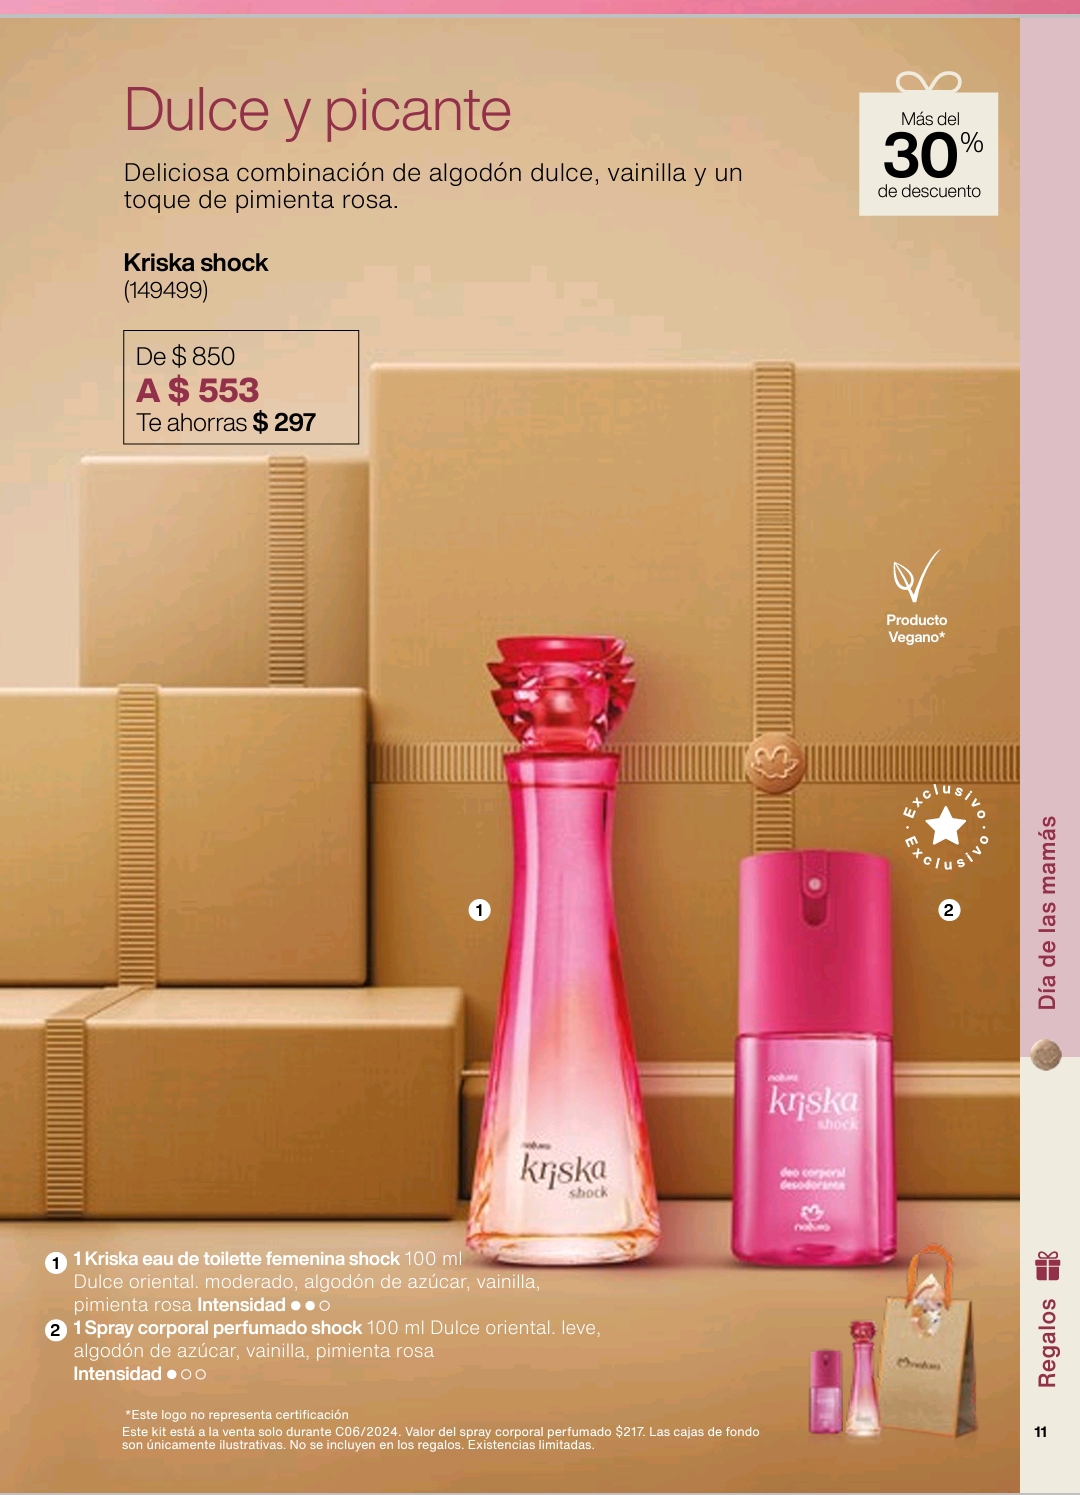 Dulce y picante
Deliciosa combinación de algodón dulce, vainilla y un
toque de pimienta rosa.
Más del
30%
de descuento
Kriska shock
(149499)
De $ 850
A $ 553
Te ahorras $ 297
Producto
Vegano*
· Exclusivo · Exclusivo
1
2
natura
kriska
shock
natura
kriska
shock
deo corporal
desodorante
natura
Día de las mamás
Regalos
1 1 Kriska eau de toilette femenina shock 100 ml
Dulce oriental. moderado, algodón de azúcar, vainilla,
pimienta rosa Intensidad ●●○
2 1 Spray corporal perfumado shock 100 ml Dulce oriental. leve,
algodón de azúcar, vainilla, pimienta rosa
Intensidad ●○○
natura
*Este logo no representa certificación
Este kit está a la venta solo durante C06/2024. Valor del spray corporal perfumado $217. Las cajas de fondo
son únicamente ilustrativas. No se incluyen en los regalos. Existencias limitadas.
11